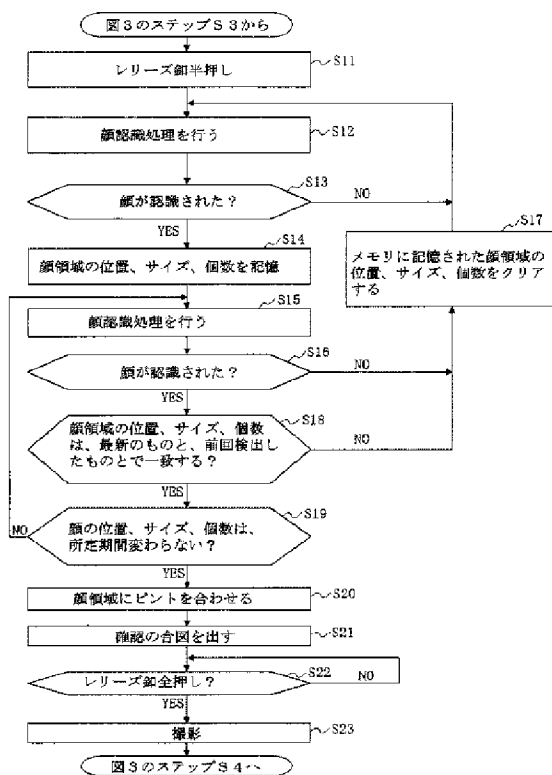 図3のステップS3から
S11
レリーズ釦半押し
S12
顔認識処理を行う
S13
顔が認識された？
NO
YES
S14
顔領域の位置、サイズ、個数を記憶
S17
メモリに記憶された顔領域の
位置、サイズ、個数をクリア
する
S15
顔認識処理を行う
S16
顔が認識された？
NO
YES
S18
顔領域の位置、サイズ、個数
は、最新のものと、前回検出し
たものとで一致する？
NO
YES
S19
顔の位置、サイズ、個数は、
所定期間変わらない？
NO
YES
S20
顔領域にピントを合わせる
S21
確認の合図を出す
S22
レリーズ釦全押し？
NO
YES
S23
撮影
図3のステップS4へ